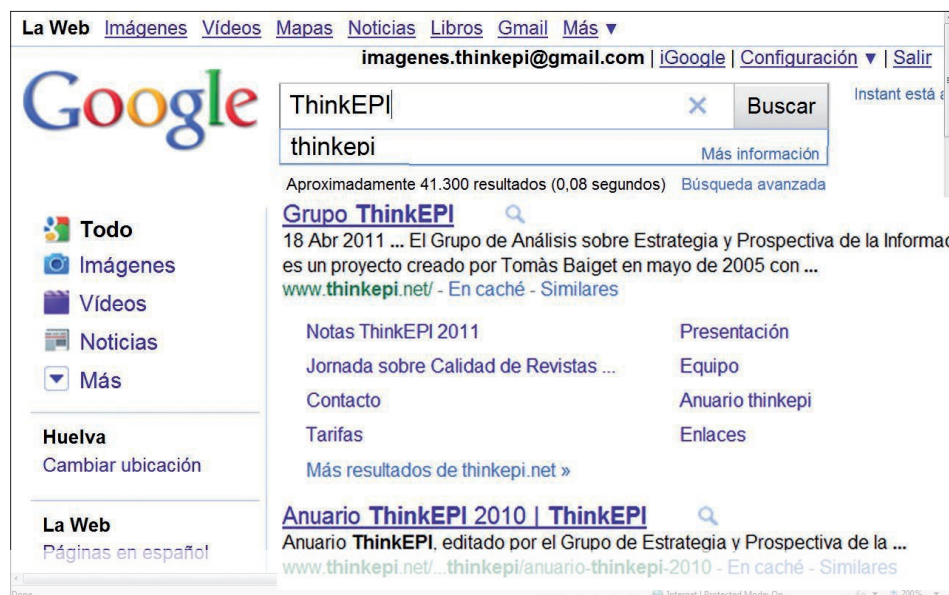 La Web Imágenes Vídeos Mapas Noticias Libros Gmail Más ▼
imagenes.thinkepi@gmail.com | iGoogle | Configuración ▼ | Salir
Google
ThinkEPI × Buscar
Instant está
thinkepi
Más información
Aproximadamente 41.300 resultados (0,08 segundos) Búsqueda avanzada
Todo
Imágenes
Vídeos
Noticias
Más
Huelva
Cambiar ubicación
La Web
Páginas en español
Grupo ThinkEPI
18 Abr 2011 ... El Grupo de Análisis sobre Estrategia y Prospectiva de la Informac
es un proyecto creado por Tomàs Baiget en mayo de 2005 con ...
www.thinkepi.net/ - En caché - Similares
Notas ThinkEPI 2011 Presentación
Jornada sobre Calidad de Revistas ... Equipo
Contacto Anuario thinkepi
Tarifas Enlaces
Más resultados de thinkepi.net »
Anuario ThinkEPI 2010 | ThinkEPI
Anuario ThinkEPI, editado por el Grupo de Estrategia y Prospectiva de la ...
www.thinkepi.net/...thinkepi/anuario-thinkepi-2010 - En caché - Similares
Done Internet | Protected Mode: On 200%